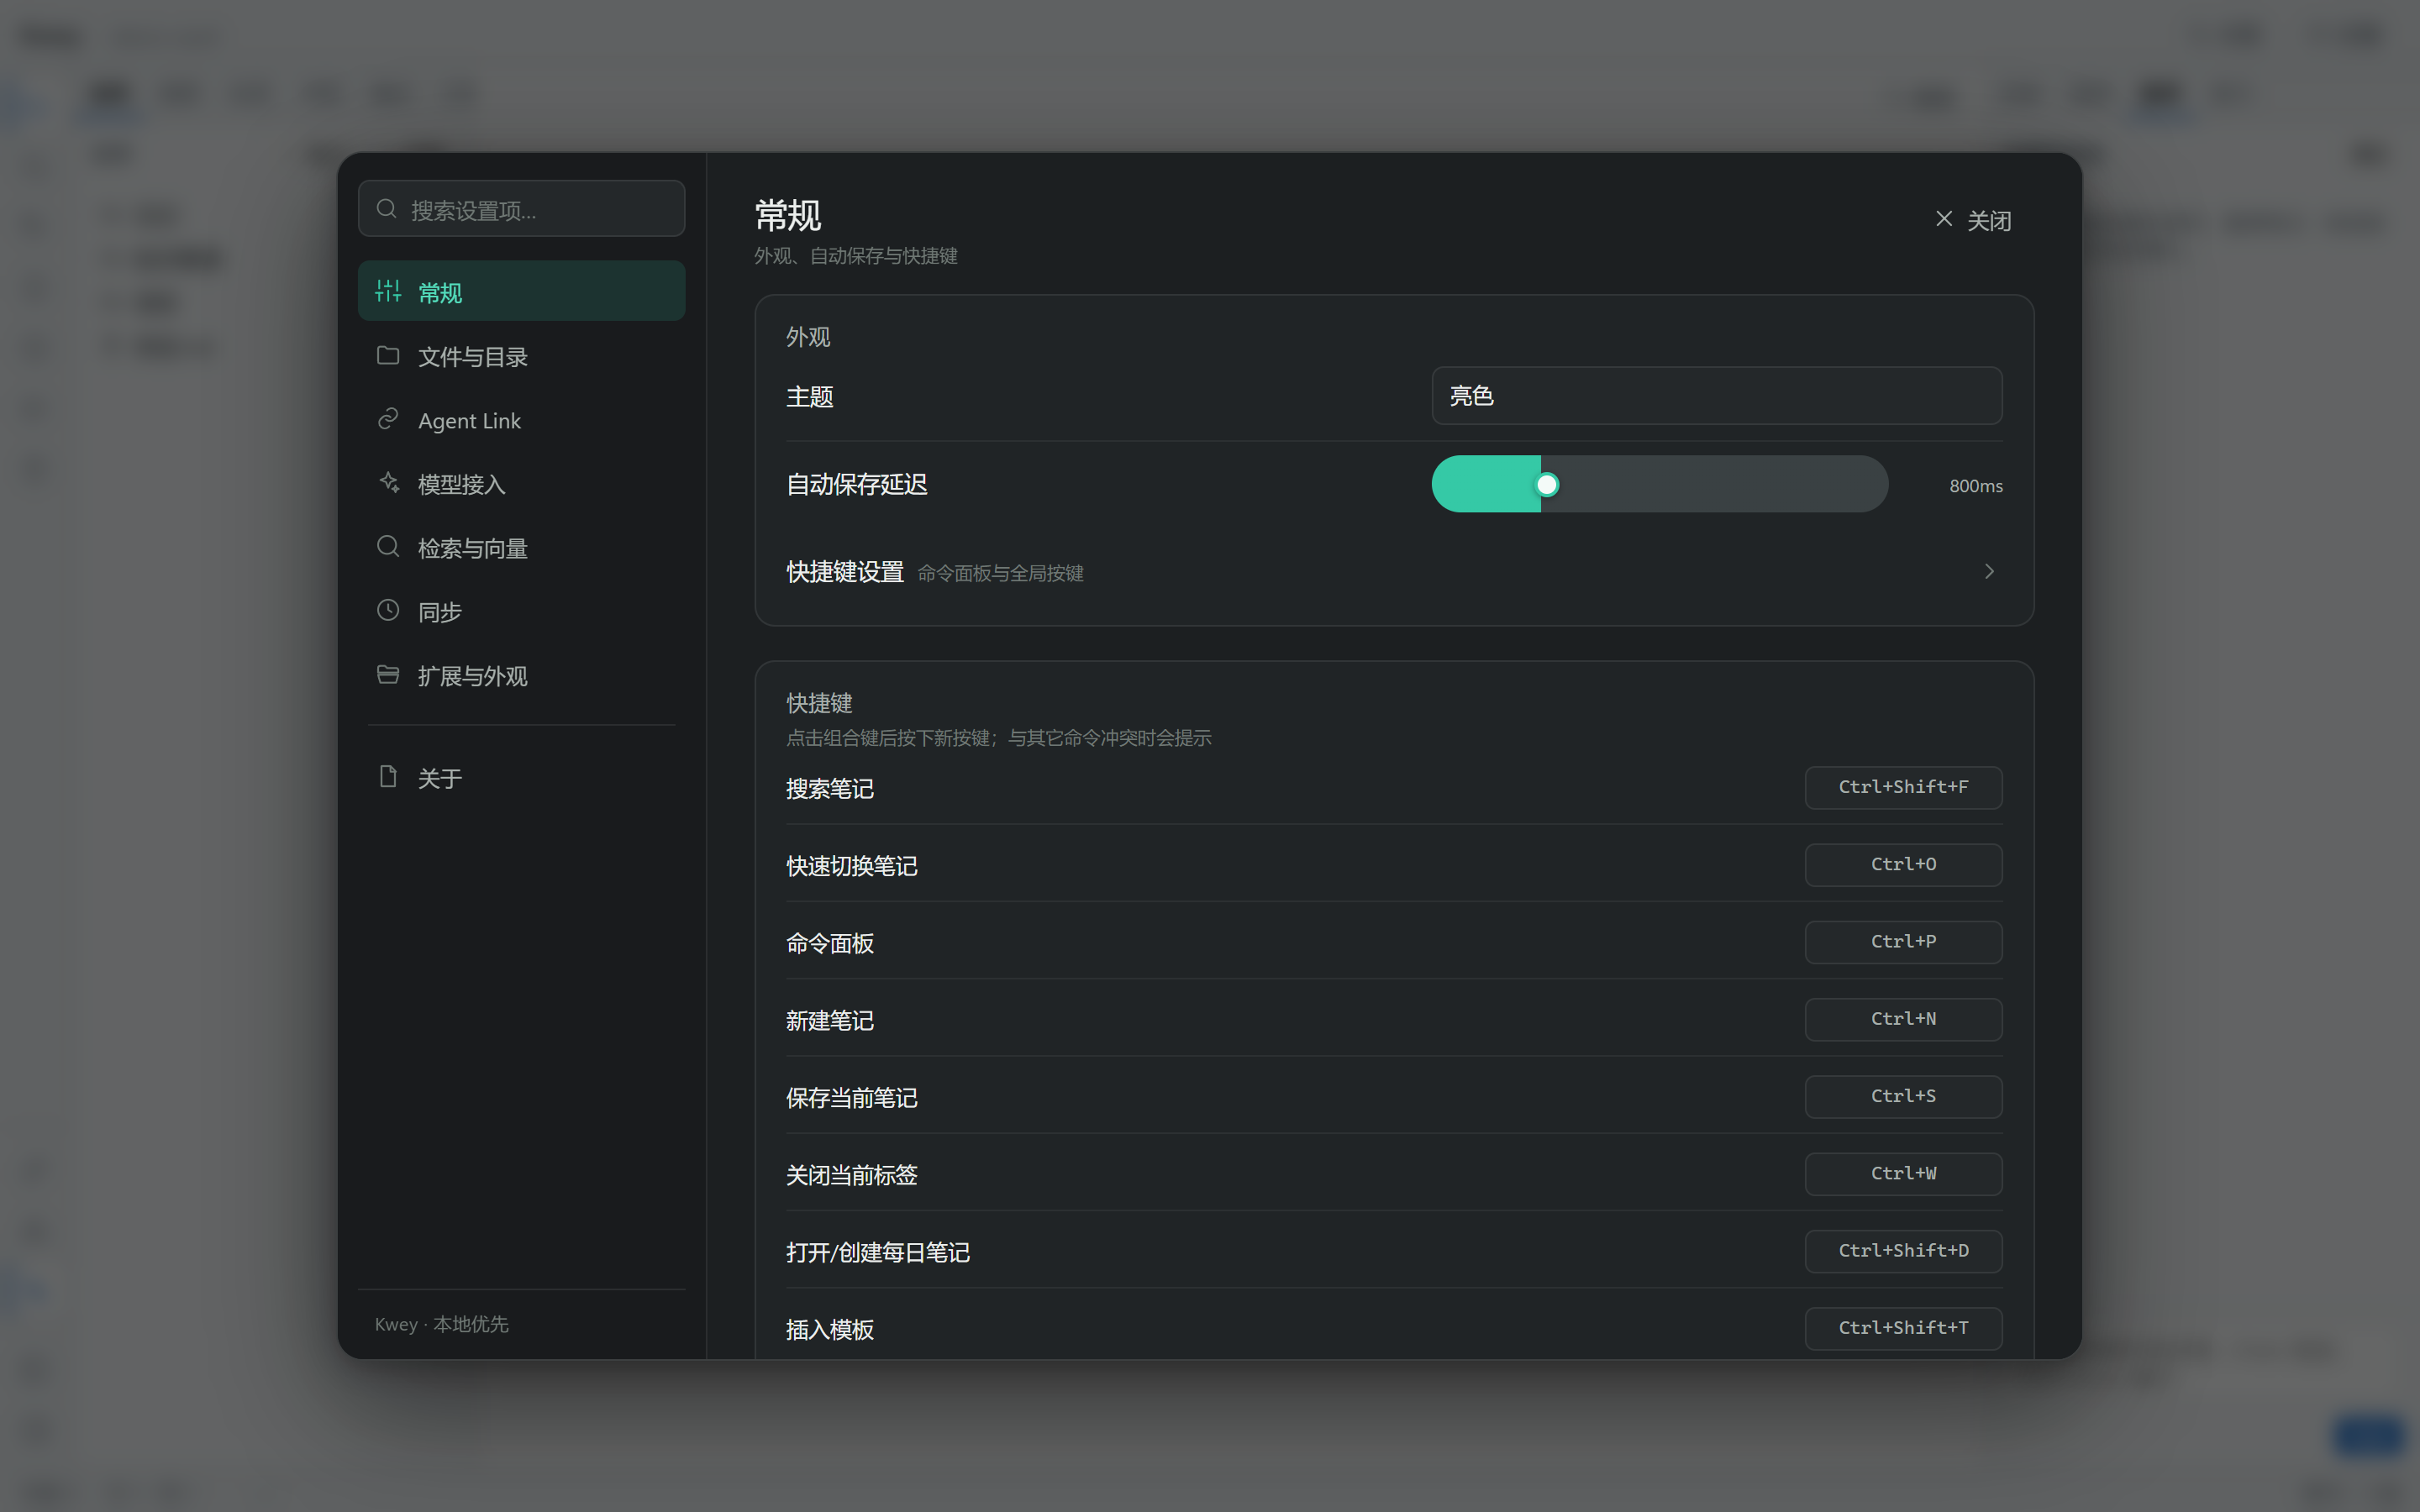 搜索设置项...
常规
文件与目录
Agent Link
模型接入
检索与向量
同步
扩展与外观
关于
Kwey · 本地优先
常规
外观、自动保存与快捷键
关闭
外观
主题
亮色
自动保存延迟
800ms
快捷键设置 命令面板与全局按键
快捷键
点击组合键后按下新按键；与其它命令冲突时会提示
搜索笔记
Ctrl+Shift+F
快速切换笔记
Ctrl+O
命令面板
Ctrl+P
新建笔记
Ctrl+N
保存当前笔记
Ctrl+S
关闭当前标签
Ctrl+W
打开/创建每日笔记
Ctrl+Shift+D
插入模板
Ctrl+Shift+T